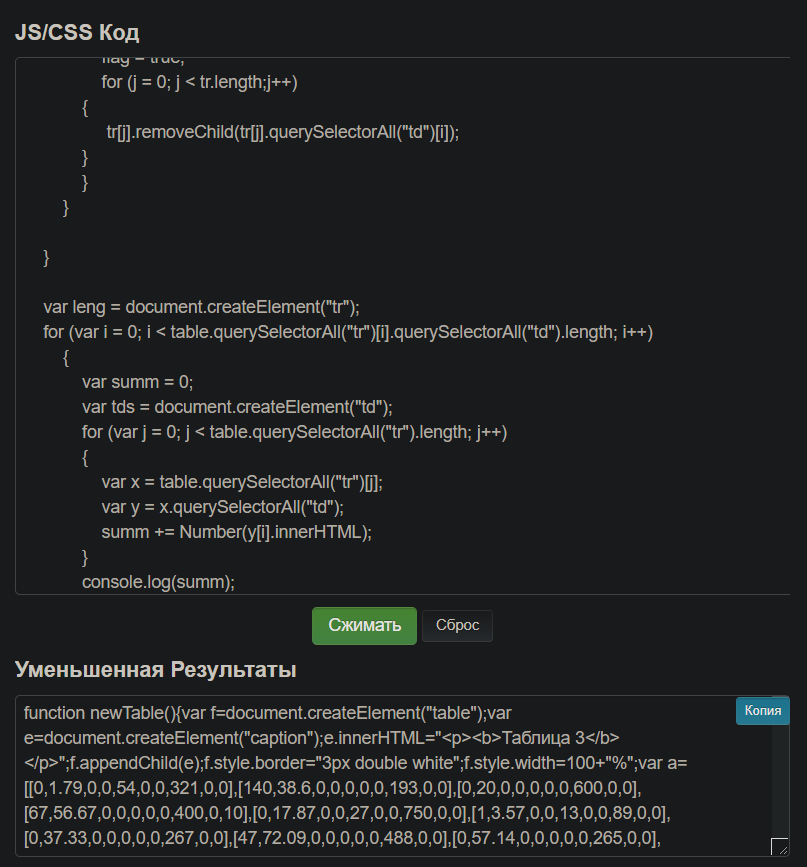 JS/CSS Код
flag = true;
for (j = 0; j < tr.length;j++)
{
tr[j].removeChild(tr[j].querySelectorAll("td")[i]);
}
}
}
}
var leng = document.createElement("tr");
for (var i = 0; i < table.querySelectorAll("tr")[i].querySelectorAll("td").length; i++)
{
var summ = 0;
var tds = document.createElement("td");
for (var j = 0; j < table.querySelectorAll("tr").length; j++)
{
var x = table.querySelectorAll("tr")[j];
var y = x.querySelectorAll("td");
summ += Number(y[i].innerHTML);
}
console.log(summ);
Сжимать Сброс
Уменьшенная Результаты
Копия
function newTable(){var f=document.createElement("table");var
e=document.createElement("caption");e.innerHTML="<p><b>Таблица 3</b>
</p>";f.appendChild(e);f.style.border="3px double white";f.style.width=100+"%";var a=
[[0,1.79,0,0,54,0,0,321,0,0],[140,38.6,0,0,0,0,0,193,0,0],[0,20,0,0,0,0,0,600,0,0],
[67,56.67,0,0,0,0,0,400,0,10],[0,17.87,0,0,27,0,0,750,0,0],[1,3.57,0,0,13,0,0,89,0,0],
[0,37.33,0,0,0,0,0,267,0,0],[47,72.09,0,0,0,0,0,488,0,0],[0,57.14,0,0,0,0,0,265,0,0],